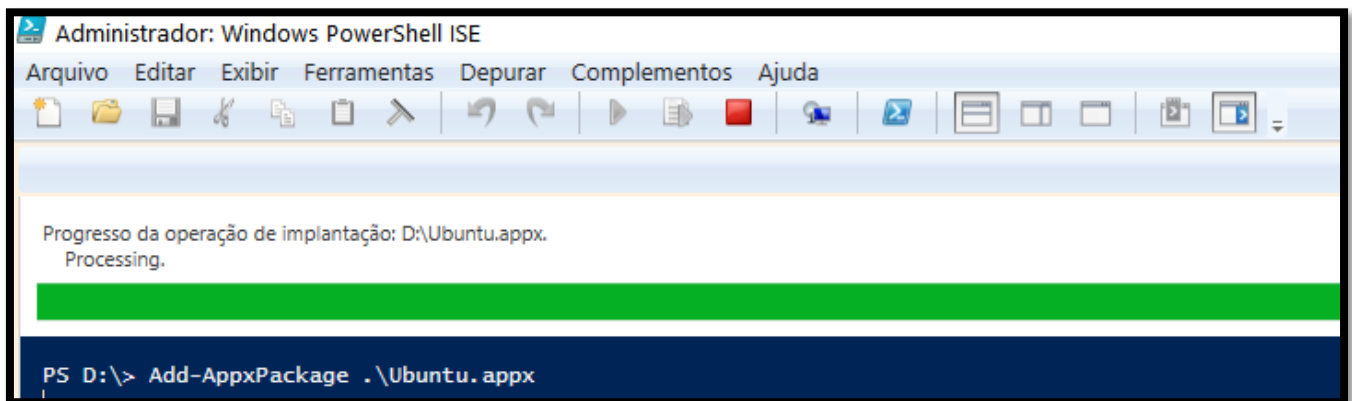 Administrador: Windows PowerShell ISE
Arquivo Editar Exibir Ferramentas Depurar Complementos Ajuda
Progresso da operação de implantação: D:\Ubuntu.appx.
Processing.
PS D:\> Add-AppxPackage .\Ubuntu.appx